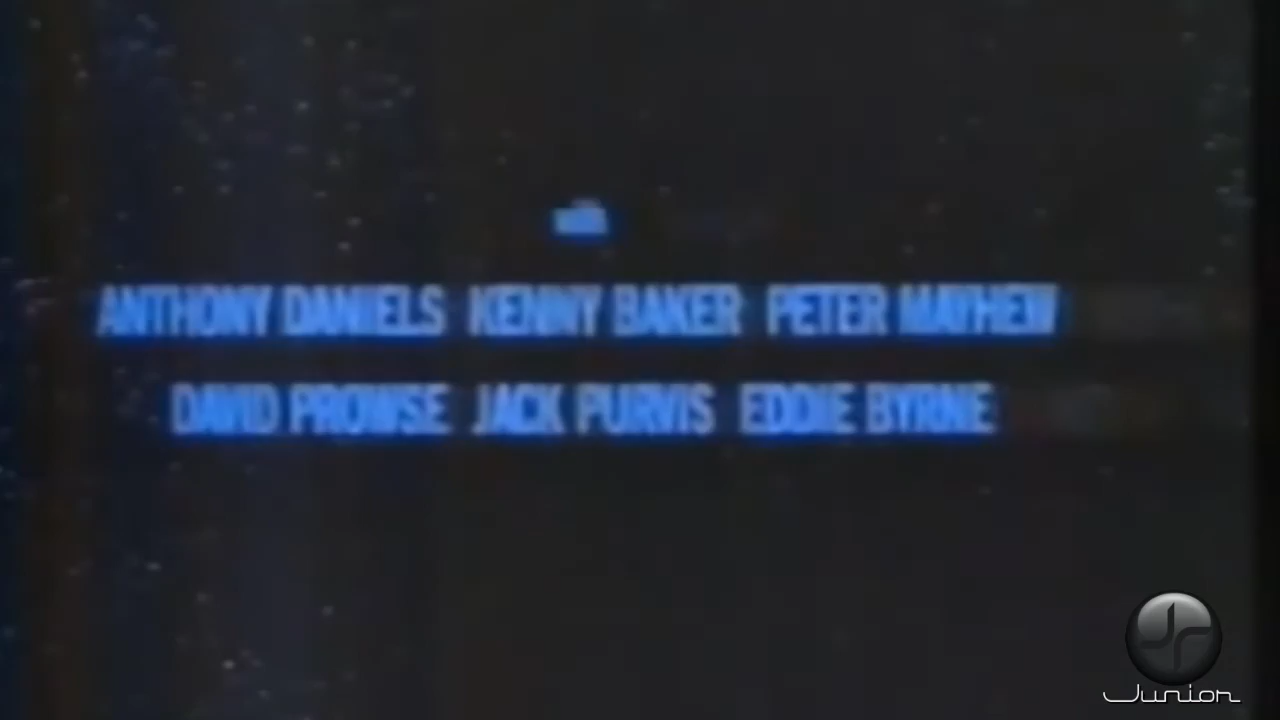 with
ANTHONY DANIELS KENNY BAKER PETER MAYHEW
DAVID PROWSE JACK PURVIS EDDIE BYRNE
Junior